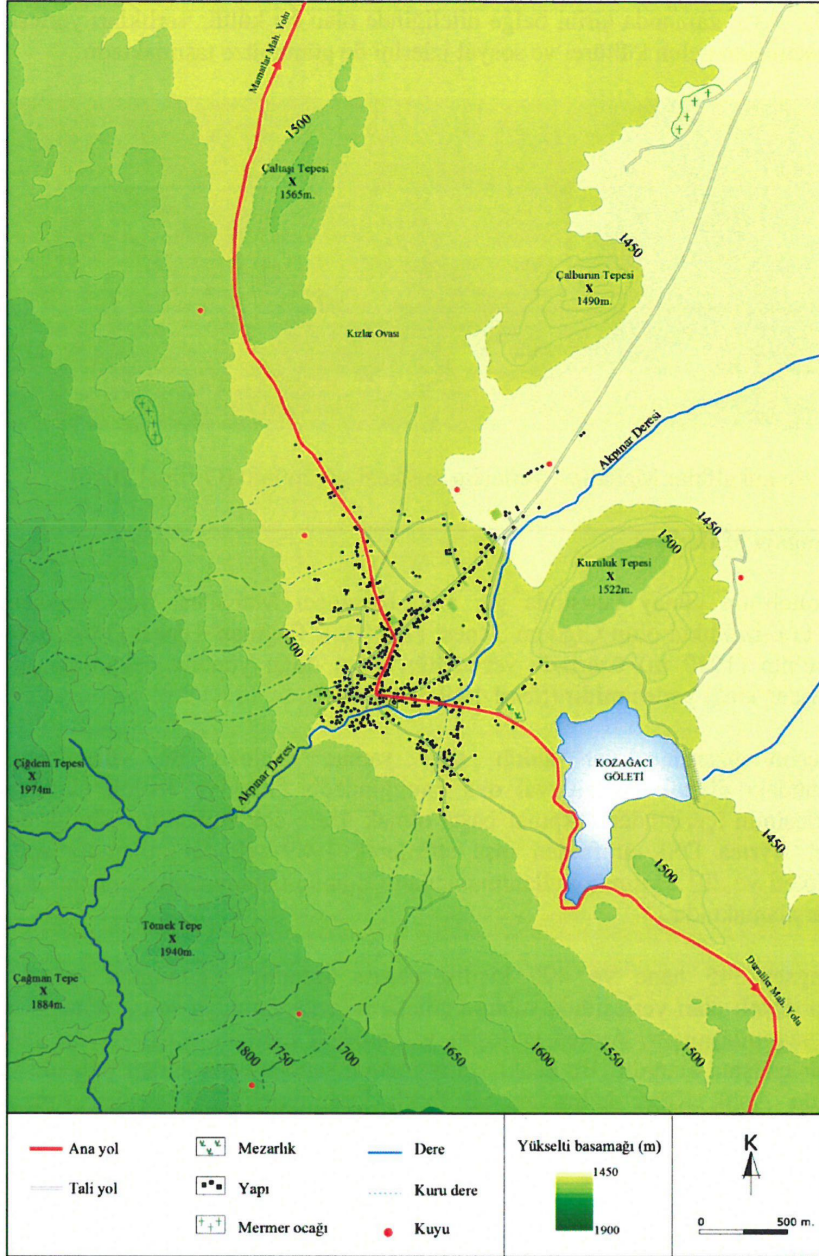 Mamatlar Mah. Yolu
1500
Çaltaşı Tepesi
X
1565m.
1450
Çalburun Tepesi
X
1490m.
Kızlar Ovası
Akpınar Deresi
1450
1500
Kuzuluk Tepesi
X
1522m.
1500
Çiğdem Tepesi
X
1974m.
Akpınar Deresi
KOZAĞACI
GÖLETİ
1450
1500
Tömek Tepe
X
1940m.
Çağman Tepe
X
1884m.
Duraliler Mah. Yolu
1800
1750
1700
1650
1600
1550
1500
Ana yol
Mezarlık
Dere
Yükselti basamağı (m)
K
Tali yol
Yapı
Kuru dere
1450
Mermer ocağı
Kuyu
1900
0 500 m.